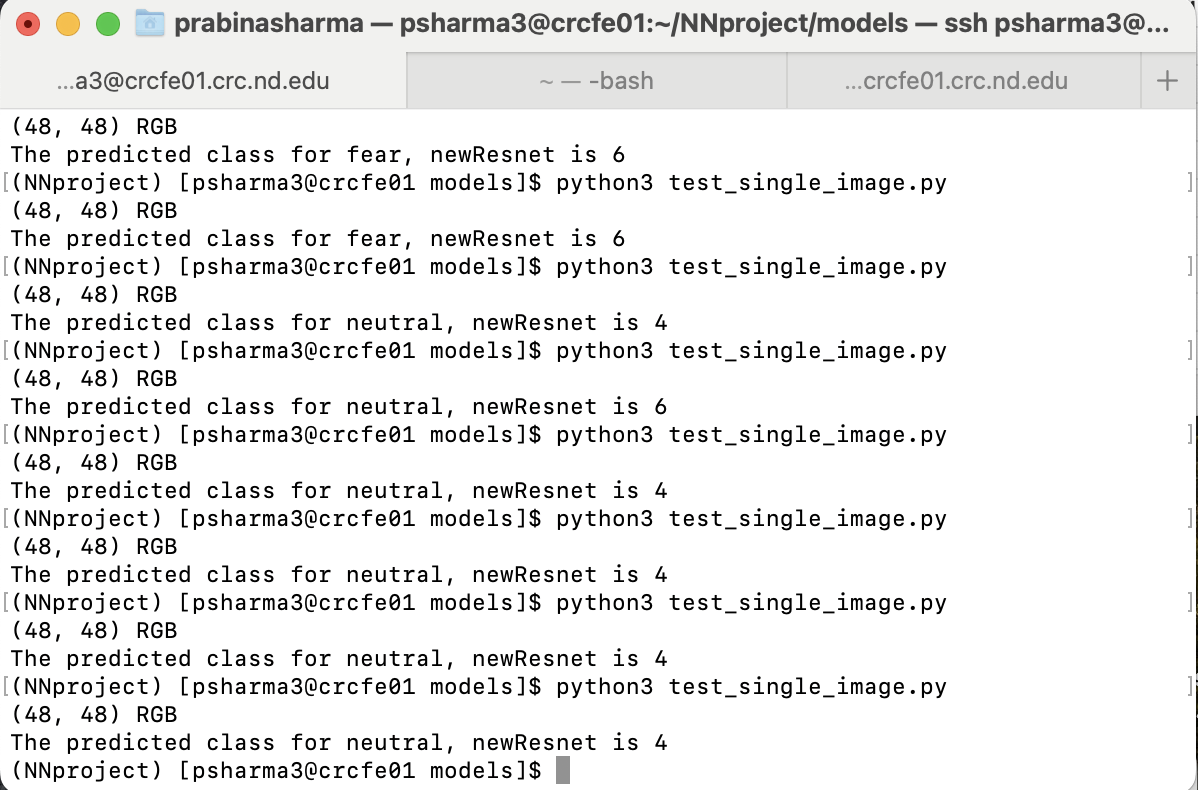 prabinasharma — psharma3@crcfe01:~/NNproject/models — ssh psharma3@...
...a3@crcfe01.crc.nd.edu
~ — -bash
...crcfe01.crc.nd.edu
+
(48, 48) RGB
The predicted class for fear, newResnet is 6
[(NNproject) [psharma3@crcfe01 models]$ python3 test_single_image.py ]
(48, 48) RGB
The predicted class for fear, newResnet is 6
[(NNproject) [psharma3@crcfe01 models]$ python3 test_single_image.py ]
(48, 48) RGB
The predicted class for neutral, newResnet is 4
[(NNproject) [psharma3@crcfe01 models]$ python3 test_single_image.py ]
(48, 48) RGB
The predicted class for neutral, newResnet is 6
[(NNproject) [psharma3@crcfe01 models]$ python3 test_single_image.py ]
(48, 48) RGB
The predicted class for neutral, newResnet is 4
[(NNproject) [psharma3@crcfe01 models]$ python3 test_single_image.py ]
(48, 48) RGB
The predicted class for neutral, newResnet is 4
[(NNproject) [psharma3@crcfe01 models]$ python3 test_single_image.py ]
(48, 48) RGB
The predicted class for neutral, newResnet is 4
[(NNproject) [psharma3@crcfe01 models]$ python3 test_single_image.py ]
(48, 48) RGB
The predicted class for neutral, newResnet is 4
(NNproject) [psharma3@crcfe01 models]$